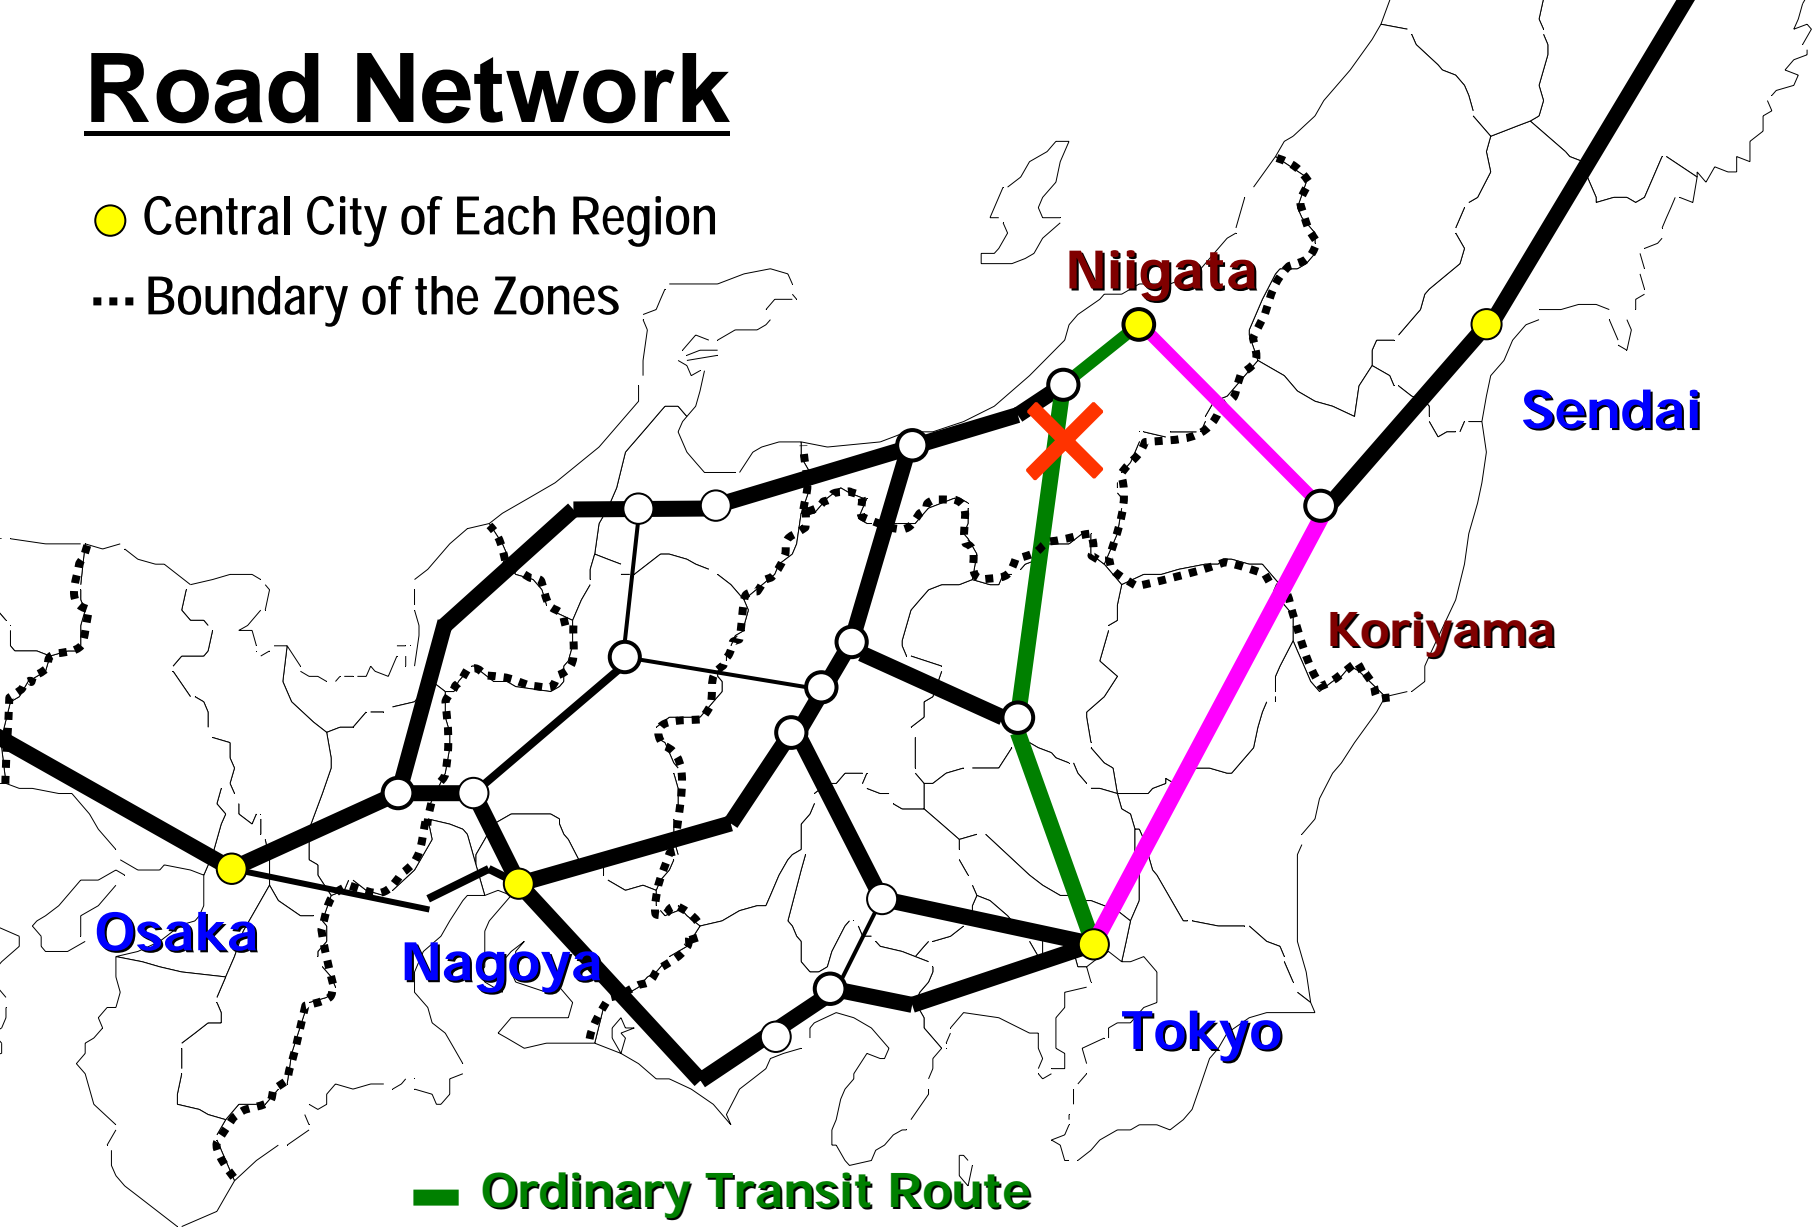 Road Network
Central City of Each Region
Boundary of the Zones
Niigata
Sendai
Koriyama
Osaka
Nagoya
Tokyo
Ordinary Transit Route